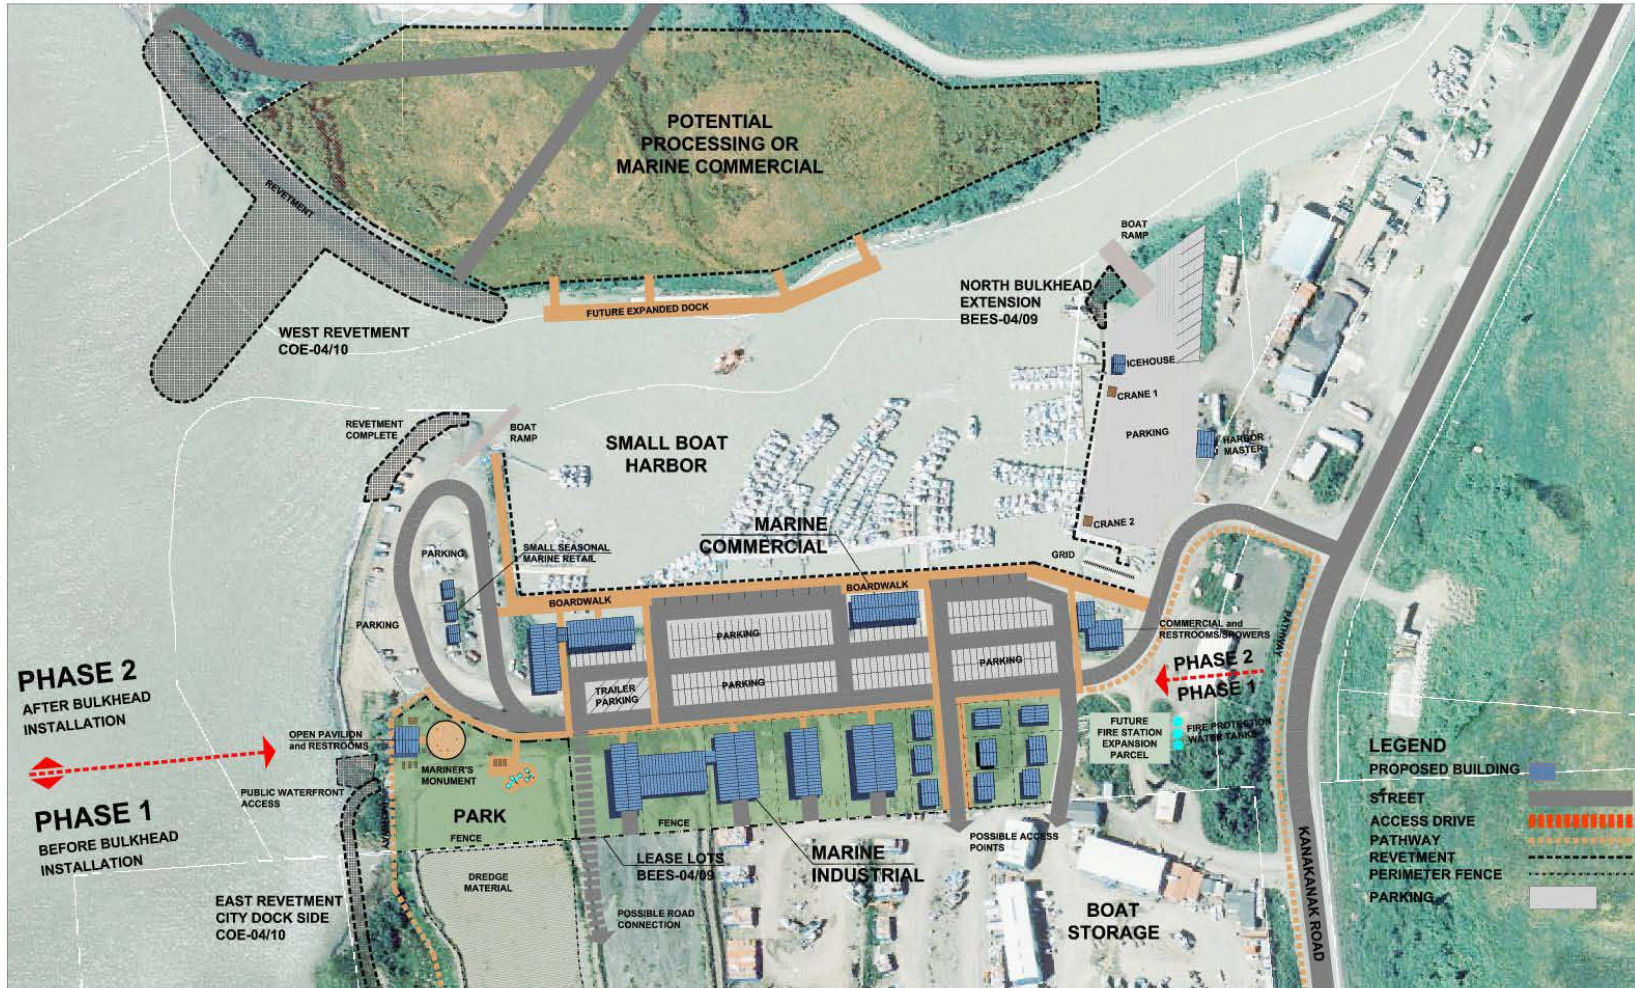 POTENTIAL
PROCESSING OR
MARINE COMMERCIAL
REVETMENT
BOAT
RAMP
NORTH BULKHEAD
EXTENSION
BEES-04/09
FUTURE EXPANDED DOCK
WEST REVETMENT
COE-04/10
ICEHOUSE
CRANE 1
PARKING
HARBOR
MASTER
REVETMENT
COMPLETE
BOAT
RAMP
SMALL BOAT
HARBOR
CRANE 2
MARINE
COMMERCIAL
GRID
PARKING
SMALL SEASONAL
MARINE RETAIL
BOARDWALK
BOARDWALK
PARKING
PARKING
COMMERCIAL and
RESTROOMS/SHOWERS
PATHWAY
PHASE 2
PHASE 1
PARKING
PARKING
TRAILER
PARKING
PHASE 2
AFTER BULKHEAD
INSTALLATION
OPEN PAVILION
and RESTROOMS
MARINER'S
MONUMENT
FUTURE
FIRE STATION
EXPANSION
PARCEL
FIRE PROTECTION
WATER TANKS
PUBLIC WATERFRONT
ACCESS
PHASE 1
BEFORE BULKHEAD
INSTALLATION
PATHWAY
PARK
FENCE
FENCE
POSSIBLE ACCESS
POINTS
LEASE LOTS
BEES-04/09
MARINE
INDUSTRIAL
DREDGE
MATERIAL
EAST REVETMENT
CITY DOCK SIDE
COE-04/10
POSSIBLE ROAD
CONNECTION
BOAT
STORAGE
KANAKANAK ROAD
LEGEND
PROPOSED BUILDING
STREET
ACCESS DRIVE
PATHWAY
REVETMENT
PERIMETER FENCE
PARKING